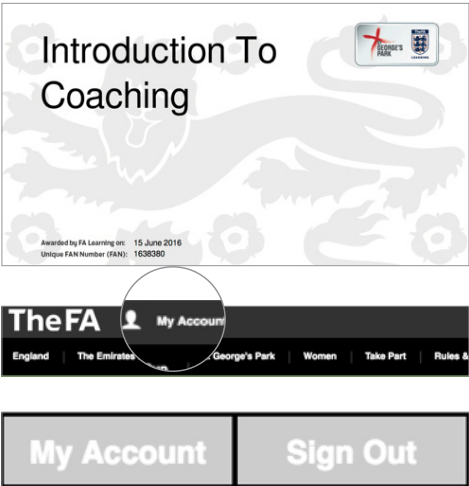 Introduction To
Coaching
GEORGE'S
PARK
TheFA
LEARNING
Awarded by FA Learning on: 15 June 2016
Unique FAN Number (FAN): 1638380
TheFA My Account
England The Emirates George's Park Women Take Part Rules &
My Account Sign Out